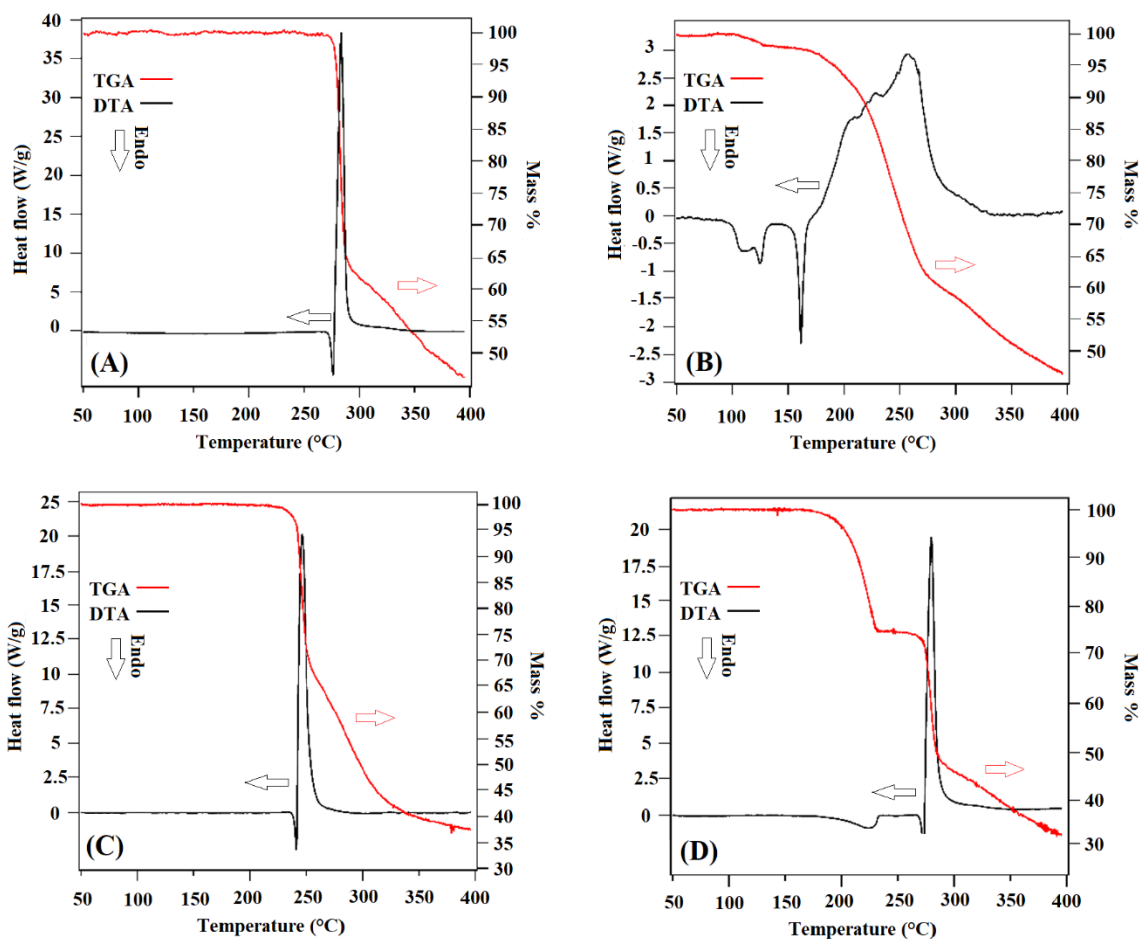 40
35
30
25
20
15
10
5
0
Heat flow (W/g)
TGA
DTA
Endo
100
95
90
85
80
75
70
65
60
55
50
Mass %
(A)
50 100 150 200 250 300 350 400
Temperature (°C)
3
2.5
2
1.5
1
0.5
0
-0.5
-1
-1.5
-2
-2.5
-3
Heat flow (W/g)
TGA
DTA
Endo
100
90
80
70
60
50
Mass %
(B)
50 100 150 200 250 300 350 400
Temperature (°C)
25
22.5
20
17.5
15
12.5
10
7.5
5
2.5
0
Heat flow (W/g)
TGA
DTA
Endo
100
95
90
85
80
75
70
65
60
55
50
45
40
35
30
Mass %
(C)
50 100 150 200 250 300 350 400
Temperature (°C)
20
17.5
15
12.5
10
7.5
5
2.5
0
Heat flow (W/g)
TGA
DTA
Endo
100
90
80
70
60
50
40
30
Mass %
(D)
50 100 150 200 250 300 350 400
Temperature (°C)